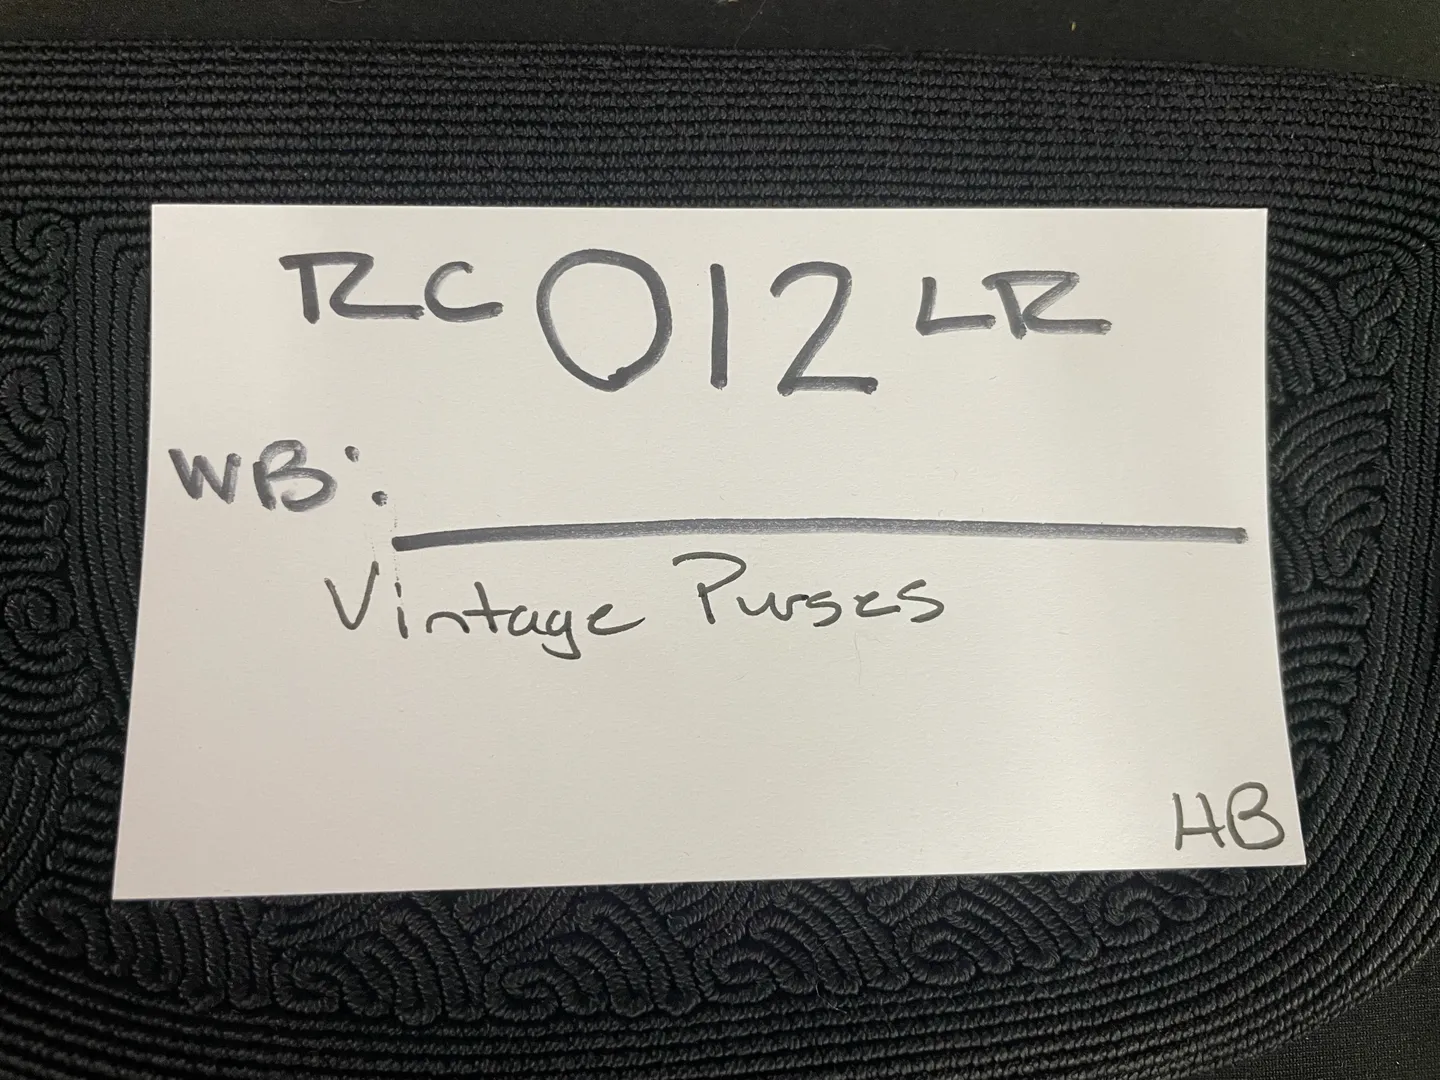 RC 012 LR
WB:
Vintage Purses
HB